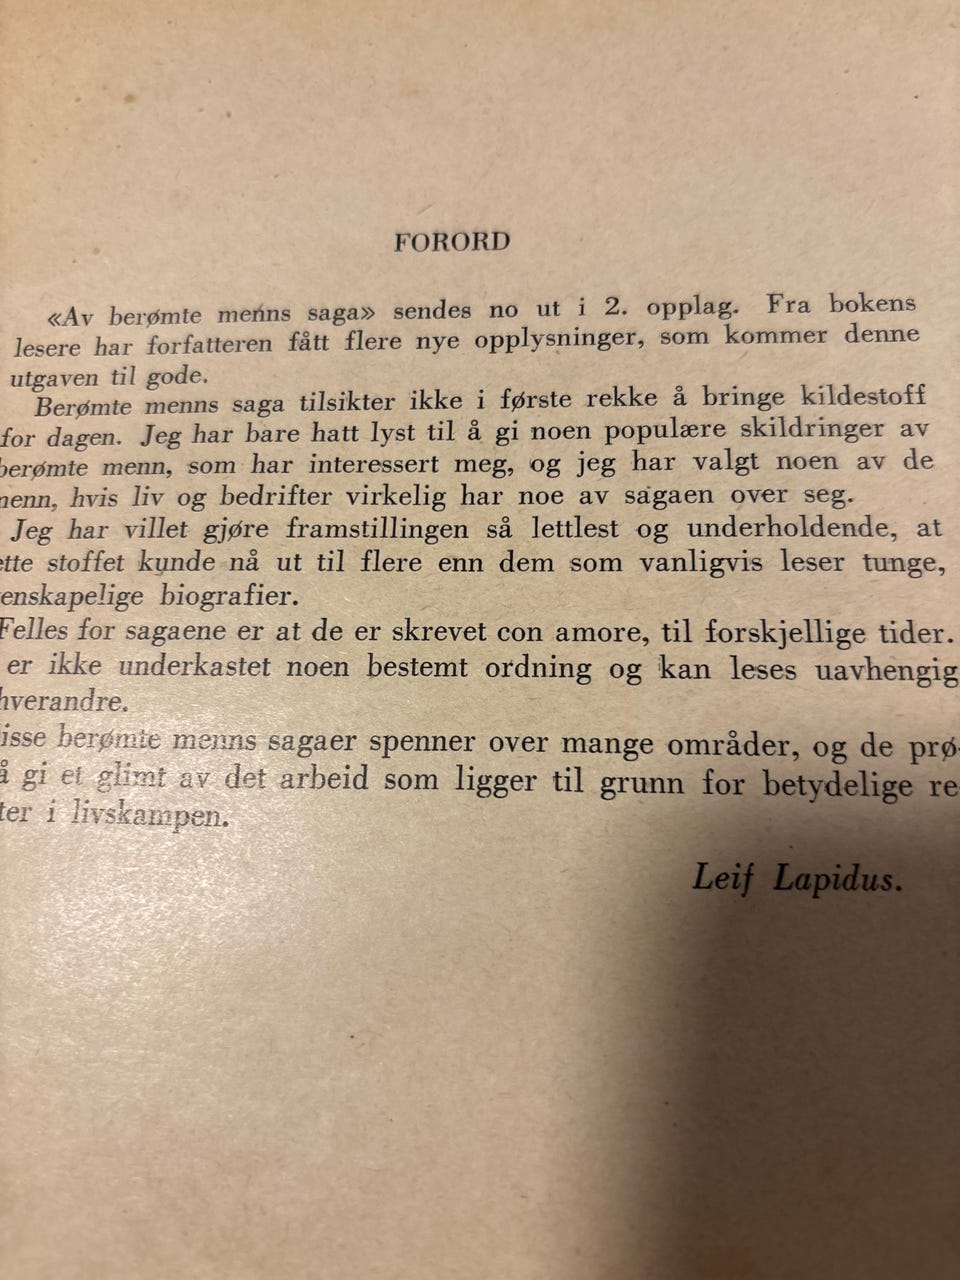 FORORD
«Av berømte menns saga» sendes no ut i 2. opplag. Fra bokens
lesere har forfatteren fått flere nye opplysninger, som kommer denne
utgaven til gode.
Berømte menns saga tilsikter ikke i første rekke å bringe kildestoff
for dagen. Jeg har bare hatt lyst til å gi noen populære skildringer av
berømte menn, som har interessert meg, og jeg har valgt noen av de
menn, hvis liv og bedrifter virkelig har noe av sagaen over seg.
Jeg har villet gjøre framstillingen så lettlest og underholdende, at
tte stoffet kunde nå ut til flere enn dem som vanligvis leser tunge,
enskapelige biografier.
Felles for sagaene er at de er skrevet con amore, til forskjellige tider.
er ikke underkastet noen bestemt ordning og kan leses uavhengig
hverandre.
isse berømte menns sagaer spenner over mange områder, og de prø-
å gi et glimt av det arbeid som ligger til grunn for betydelige re-
ter i livskampen.
Leif Lapidus.